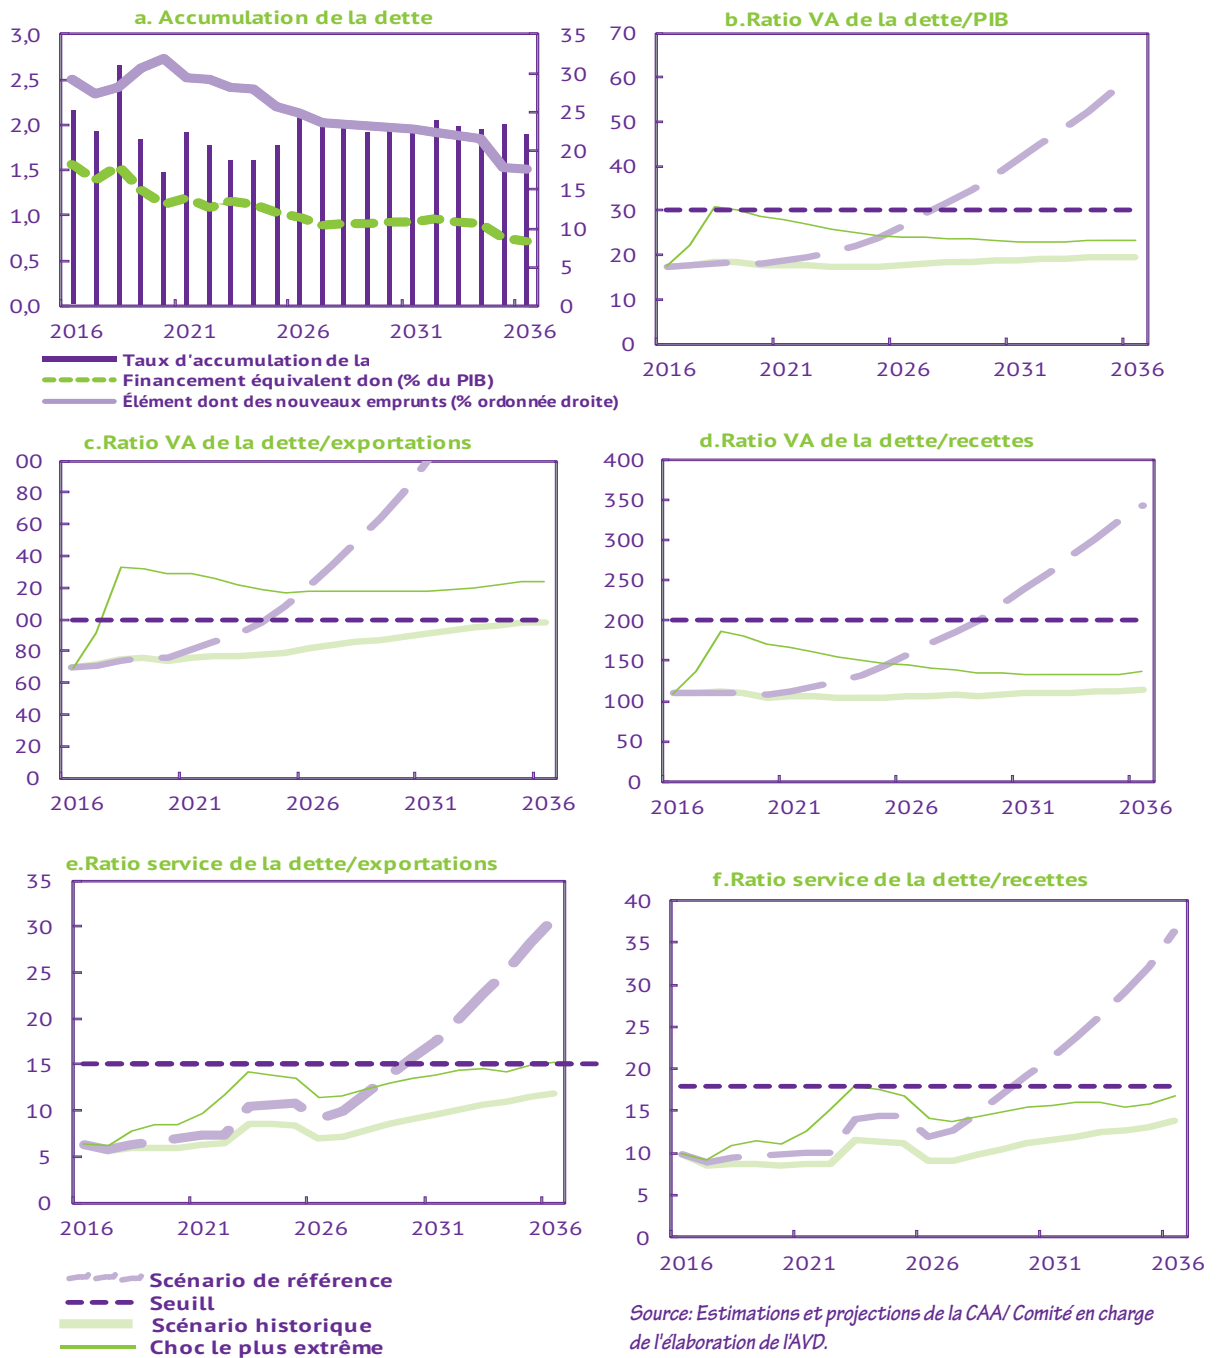 a. Accumulation de la dette
3,0
2,5
2,0
1,5
1,0
0,5
0,0
35
30
25
20
15
10
5
0
2016 2021 2026 2031 2036
Taux d'accumulation de la
Financement équivalent don (% du PIB)
Élément dont des nouveaux emprunts (% ordonnée droite)
b.Ratio VA de la dette/PIB
70
60
50
40
30
20
10
0
2016 2021 2026 2031 2036
c.Ratio VA de la dette/exportations
00
80
60
40
20
00
80
60
40
20
0
2016 2021 2026 2031 2036
d.Ratio VA de la dette/recettes
400
350
300
250
200
150
100
50
0
2016 2021 2026 2031 2036
e.Ratio service de la dette/exportations
35
30
25
20
15
10
5
0
2016 2021 2026 2031 2036
f.Ratio service de la dette/recettes
40
35
30
25
20
15
10
5
0
2016 2021 2026 2031 2036
Scénario de référence
Seuill
Scénario historique
Choc le plus extrême
Source: Estimations et projections de la CAA/ Comité en charge
de l'élaboration de l'AVD.